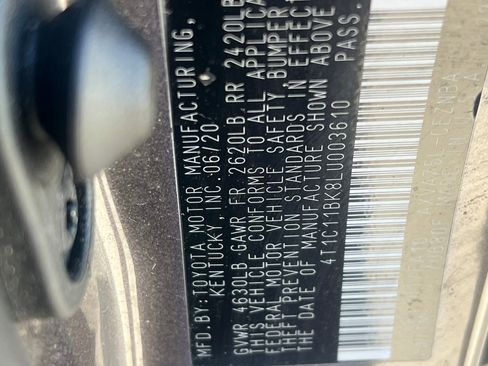 MFD.BY:TOYOTA MOTOR MANUFACTURING,
KENTUCKY, INC. 06/20
GVWR 4630LB GAWR FR 2620LB RR 2420LB
THIS VEHICLE CONFORMS TO ALL APPLICA
FEDERAL MOTOR VEHICLE SAFETY BUMPER
THEFT PREVENTION STANDARDS IN EFFECT
THE DATE OF MANUFACTURE SHOWN ABOVE
4T1C11BK8LU003610 PASS.